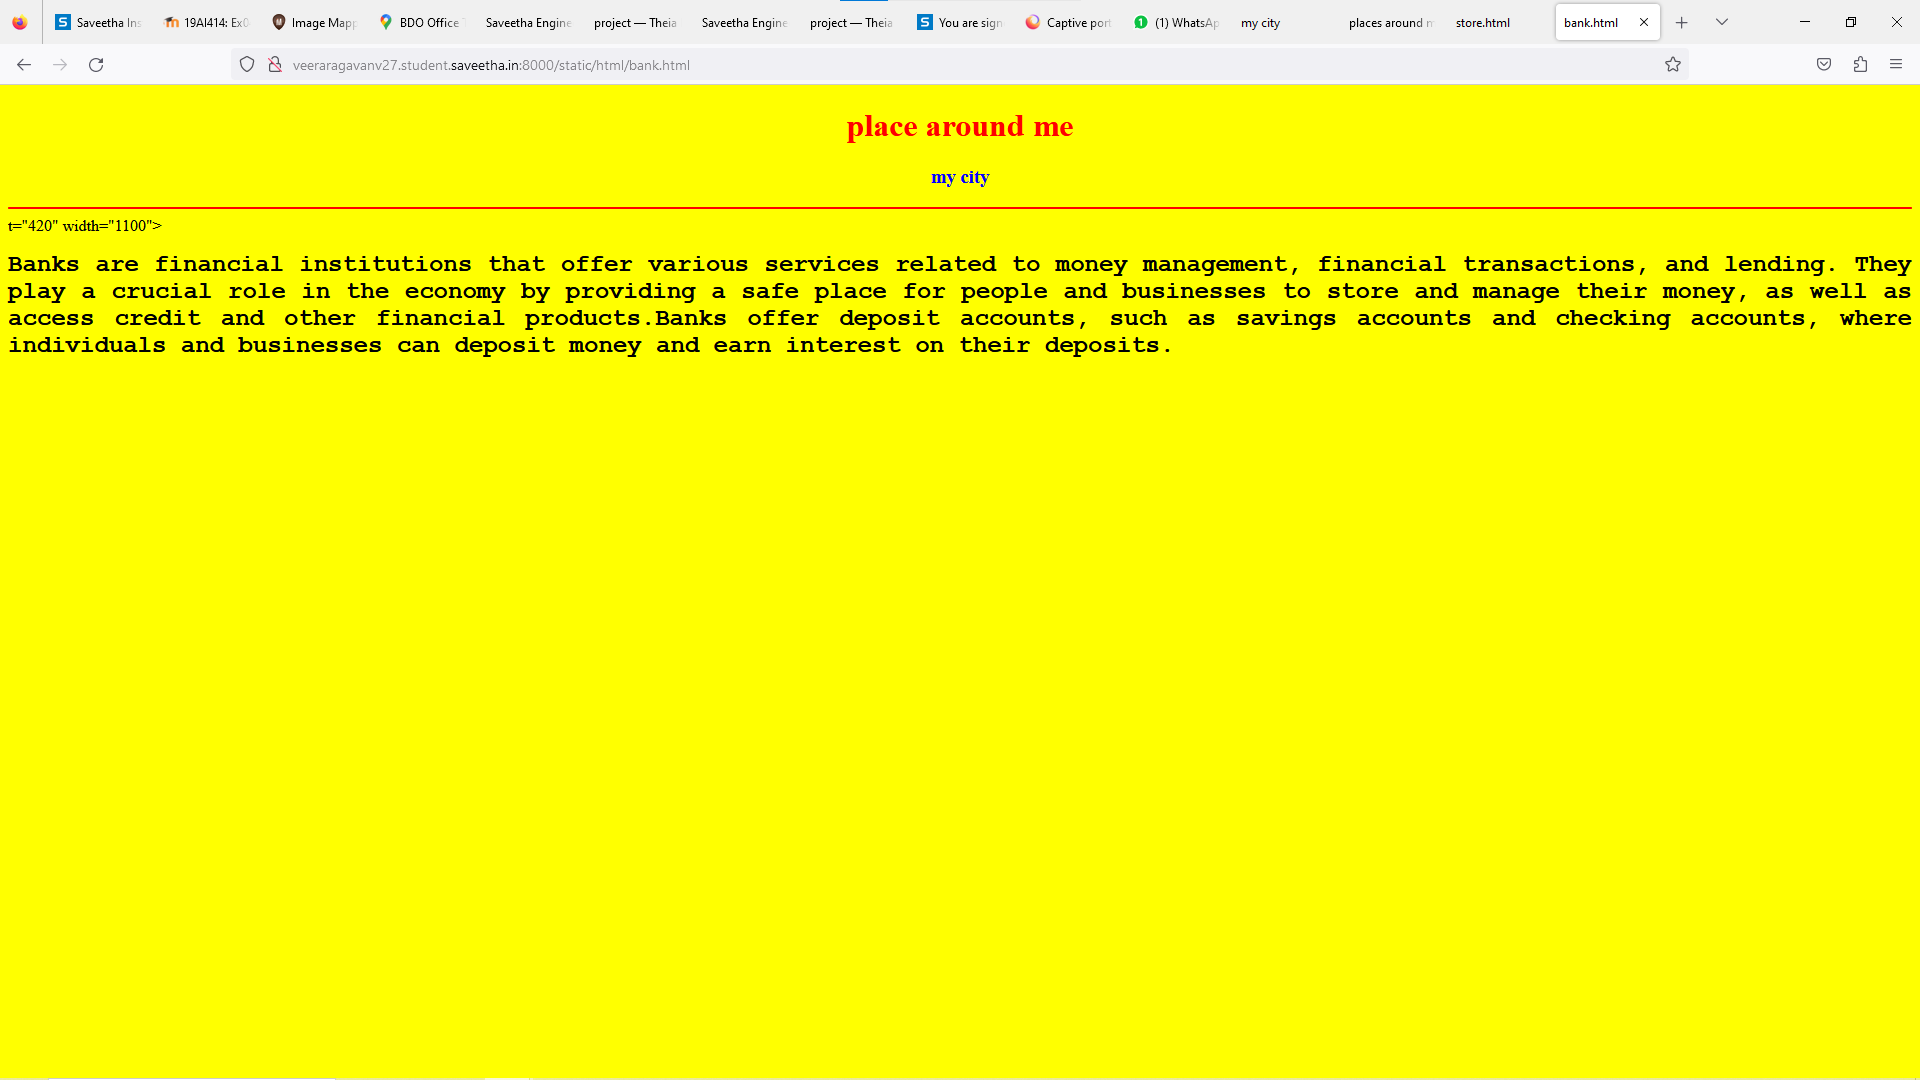 Saveetha Ins
19AI414: Ex0
Image Mapp
BDO Office T
Saveetha Engine
project — Theia
Saveetha Engine
project — Theia
You are sign
Captive port
(1) WhatsAp
my city
places around m
store.html
bank.html
veeraragavanv27.student.saveetha.in:8000/static/html/bank.html
place around me
my city
t="420" width="1100">
Banks are financial institutions that offer various services related to money management, financial transactions, and lending. They
play a crucial role in the economy by providing a safe place for people and businesses to store and manage their money, as well as
access credit and other financial products.Banks offer deposit accounts, such as savings accounts and checking accounts, where
individuals and businesses can deposit money and earn interest on their deposits.